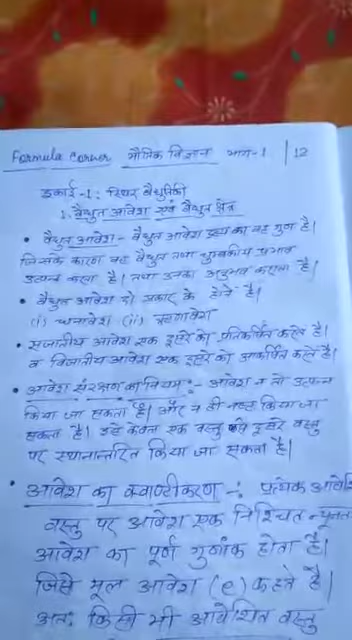 Formula Corner भौतिक विज्ञान भाग-1 | 12
इकाई-1: स्थिर वैधुतिकी
1. वैधुत आवेश एवं वैधुत क्षेत्र
• वैधुत आवेश - वैधुत आवेश द्रव्य का वह गुण है।
जिसके कारण वह वैधुत तथा चुम्बकीय प्रभाव
उत्पन्न करता है। तथा उनका अनुभव कराता है।
• वैधुत आवेश दो प्रकार के होते है।
(i) धनावेश (ii) ऋणावेश
• सजातीय आवेश एक दूसरे को प्रतिकर्षित करते है।
व विजातीय आवेश एक दूसरे को आकर्षित करते है।
• आवेश संरक्षण का नियम :- आवेश न तो उत्पन्न
किया जा सकता है। और न ही नष्ट किया जा
सकता है। इसे केवल एक वस्तु से दूसरे वस्तु
पर स्थानान्तरित किया जा सकता है।
• आवेश का क्वाण्टीकरण -: प्रत्येक आवेशि
वस्तु पर आवेश एक निश्चित न्यूनत
आवेश का पूर्ण गुणांक होता है।
जिसे मूल आवेश (e) कहते है।
अतः किसी भी आवेशित वस्तु